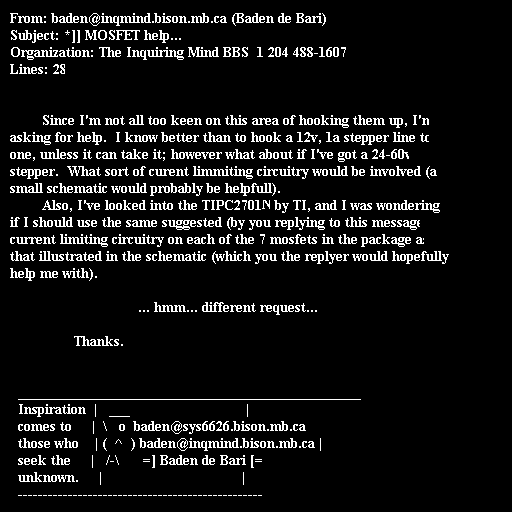 From: baden@inqmind.bison.mb.ca (Baden de Bari)
Subject: *]] MOSFET help...
Organization: The Inquiring Mind BBS  1 204 488-1607
Lines: 28
Since I'm not all too keen on this area of hooking them up, I'm
asking for help.  I know better than to hook a 12v, 1a stepper line to
one, unless it can take it; however what about if I've got a 24-60v
stepper.  What sort of curent limmiting circuitry would be involved (a
small schematic would probably be helpfull).
Also, I've looked into the TIPC2701N by TI, and I was wondering
if I should use the same suggested (by you replying to this message
current limiting circuitry on each of the 7 mosfets in the package as
that illustrated in the schematic (which you the replyer would hopefully
help me with).
... hmm... different request...
Thanks.
_________________________________________________
Inspiration  |   ___                                |
comes to     |  \   o  baden@sys6626.bison.mb.ca
those who    | (  ^  ) baden@inqmind.bison.mb.ca |
seek the     |   /-\      =] Baden de Bari [=
unknown.     |                                      |
--------------------------------------------------